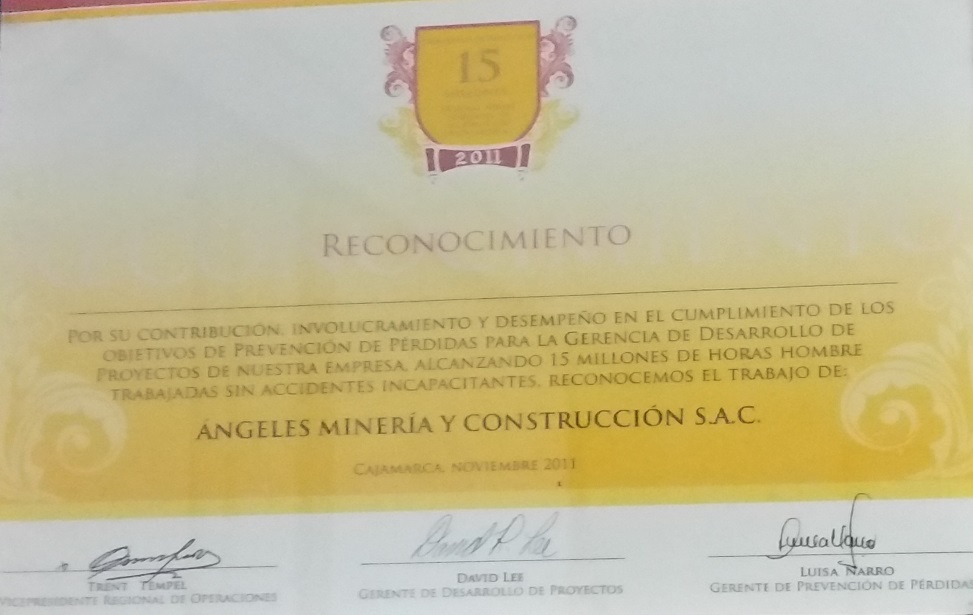 15
2011
RECONOCIMIENTO
POR SU CONTRIBUCIÓN, INVOLUCRAMIENTO Y DESEMPEÑO EN EL CUMPLIMIENTO DE LOS
OBJETIVOS DE PREVENCIÓN DE PÉRDIDAS PARA LA GERENCIA DE DESARROLLO DE
PROYECTOS DE NUESTRA EMPRESA, ALCANZANDO 15 MILLONES DE HORAS HOMBRE
TRABAJADAS SIN ACCIDENTES INCAPACITANTES, RECONOCEMOS EL TRABAJO DE:
ÁNGELES MINERÍA Y CONSTRUCCIÓN S.A.C.
CAJAMARCA, NOVIEMBRE 2011
David P. Lee
TRENT TEMPEL
VICEPRESIDENTE REGIONAL DE OPERACIONES
DAVID LEE
GERENTE DE DESARROLLO DE PROYECTOS
LUISA NARRO
GERENTE DE PREVENCIÓN DE PÉRDIDAS